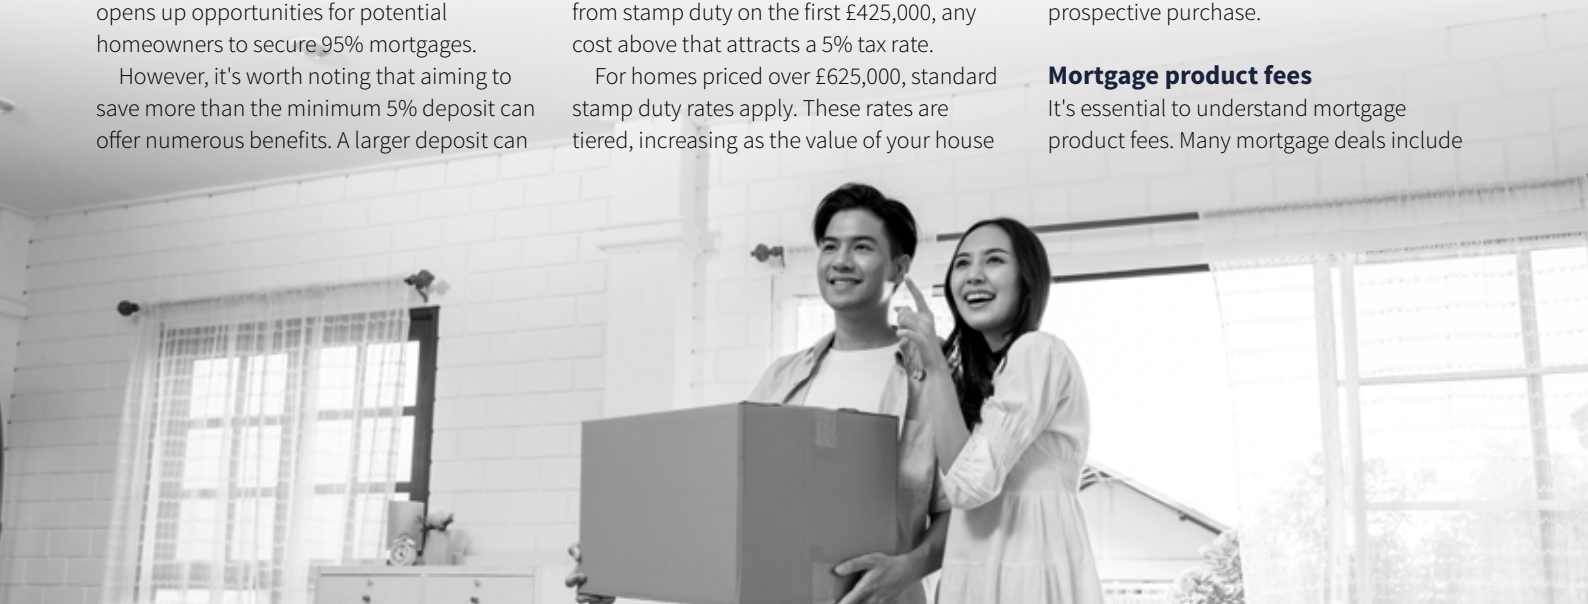 opens up opportunities for potential
homeowners to secure 95% mortgages.
However, it's worth noting that aiming to
save more than the minimum 5% deposit can
offer numerous benefits. A larger deposit can
from stamp duty on the first £425,000, any
cost above that attracts a 5% tax rate.
For homes priced over £625,000, standard
stamp duty rates apply. These rates are
tiered, increasing as the value of your house
prospective purchase.
Mortgage product fees
It's essential to understand mortgage
product fees. Many mortgage deals include